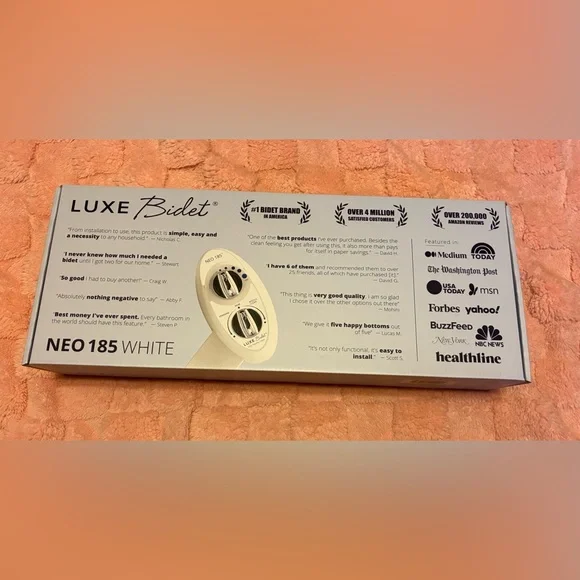 LUXE Bidet®
#1 BIDET BRAND
IN AMERICA
OVER 4 MILLION
SATISFIED CUSTOMERS
OVER 200,000
AMAZON REVIEWS
"From installation to use, this product is simple, easy and
a necessity to any household." — Nicholas C.
"I never knew how much I needed a
bidet until I got two for our home." — Stewart
"So good I had to buy another!" — Craig W.
"Absolutely nothing negative to say" — Abby P.
"Best money I've ever spent. Every bathroom in
the world should have this feature." — Steven P.
NEO 185 WHITE
NEO 185
LUXE Bidet
"One of the best products I've ever purchased. Besides the
clean feeling you get after using this, it also more than pays
for itself in paper savings." — David H.
"I have 6 of them and recommended them to over
25 friends, all of which have purchased
— David G.
"This thing is very good quality. I am so glad
I chose it over the other options out there"
"We give it five happy bottoms out
of five" — Lucas M.
"It's not only functional, it's easy to
install." — Scott S.
Featured in:
Medium
TODAY
The Washington Post
USA
TODAY
msn
Forbes
yahoo!
BuzzFeed
New York
NBC NEWS
healthline